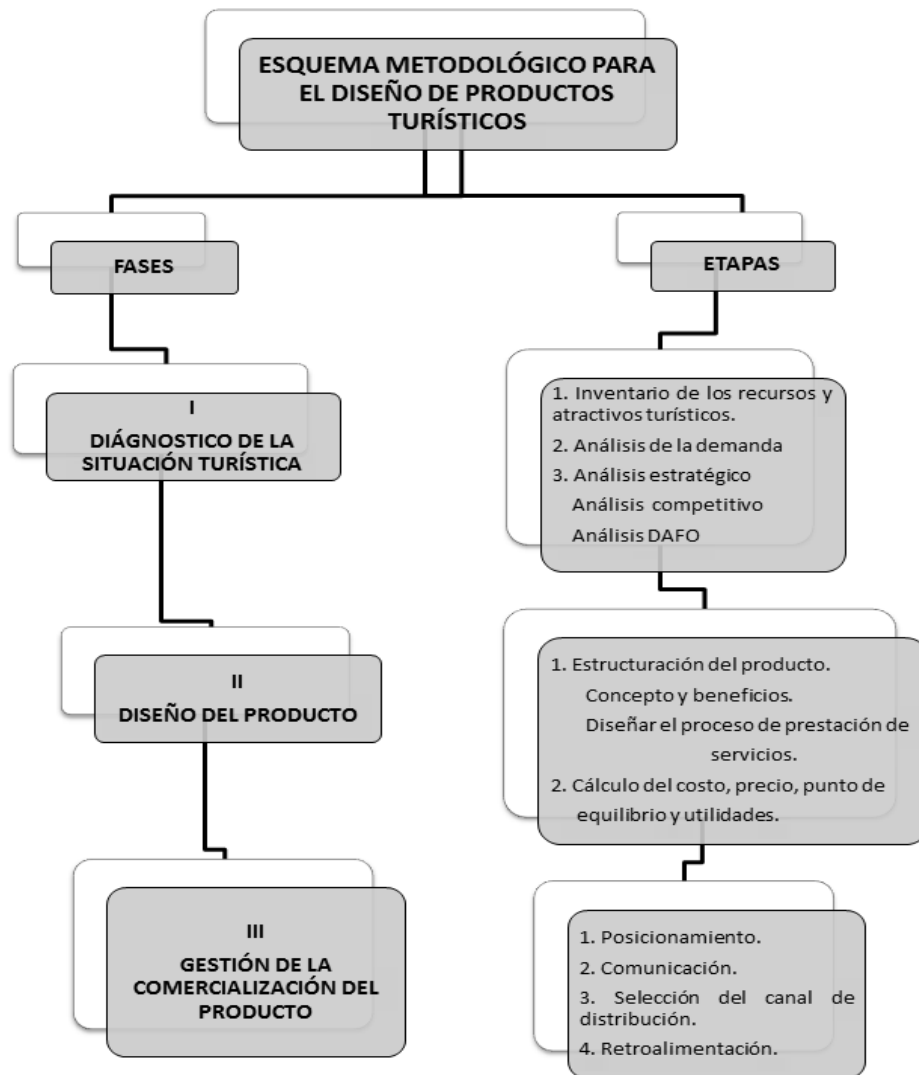 ESQUEMA METODOLÓGICO PARA
EL DISEÑO DE PRODUCTOS
TURÍSTICOS
FASES
ETAPAS
I
DIÁGNOSTICO DE LA
SITUACIÓN TURÍSTICA
1. Inventario de los recursos y
atractivos turísticos.
2. Análisis de la demanda
3. Análisis estratégico
Análisis competitivo
Análisis DAFO
II
DISEÑO DEL PRODUCTO
1. Estructuración del producto.
Concepto y beneficios.
Diseñar el proceso de prestación de
servicios.
2. Cálculo del costo, precio, punto de
equilibrio y utilidades.
III
GESTIÓN DE LA
COMERCIALIZACIÓN DEL
PRODUCTO
1. Posicionamiento.
2. Comunicación.
3. Selección del canal de
distribución.
4. Retroalimentación.